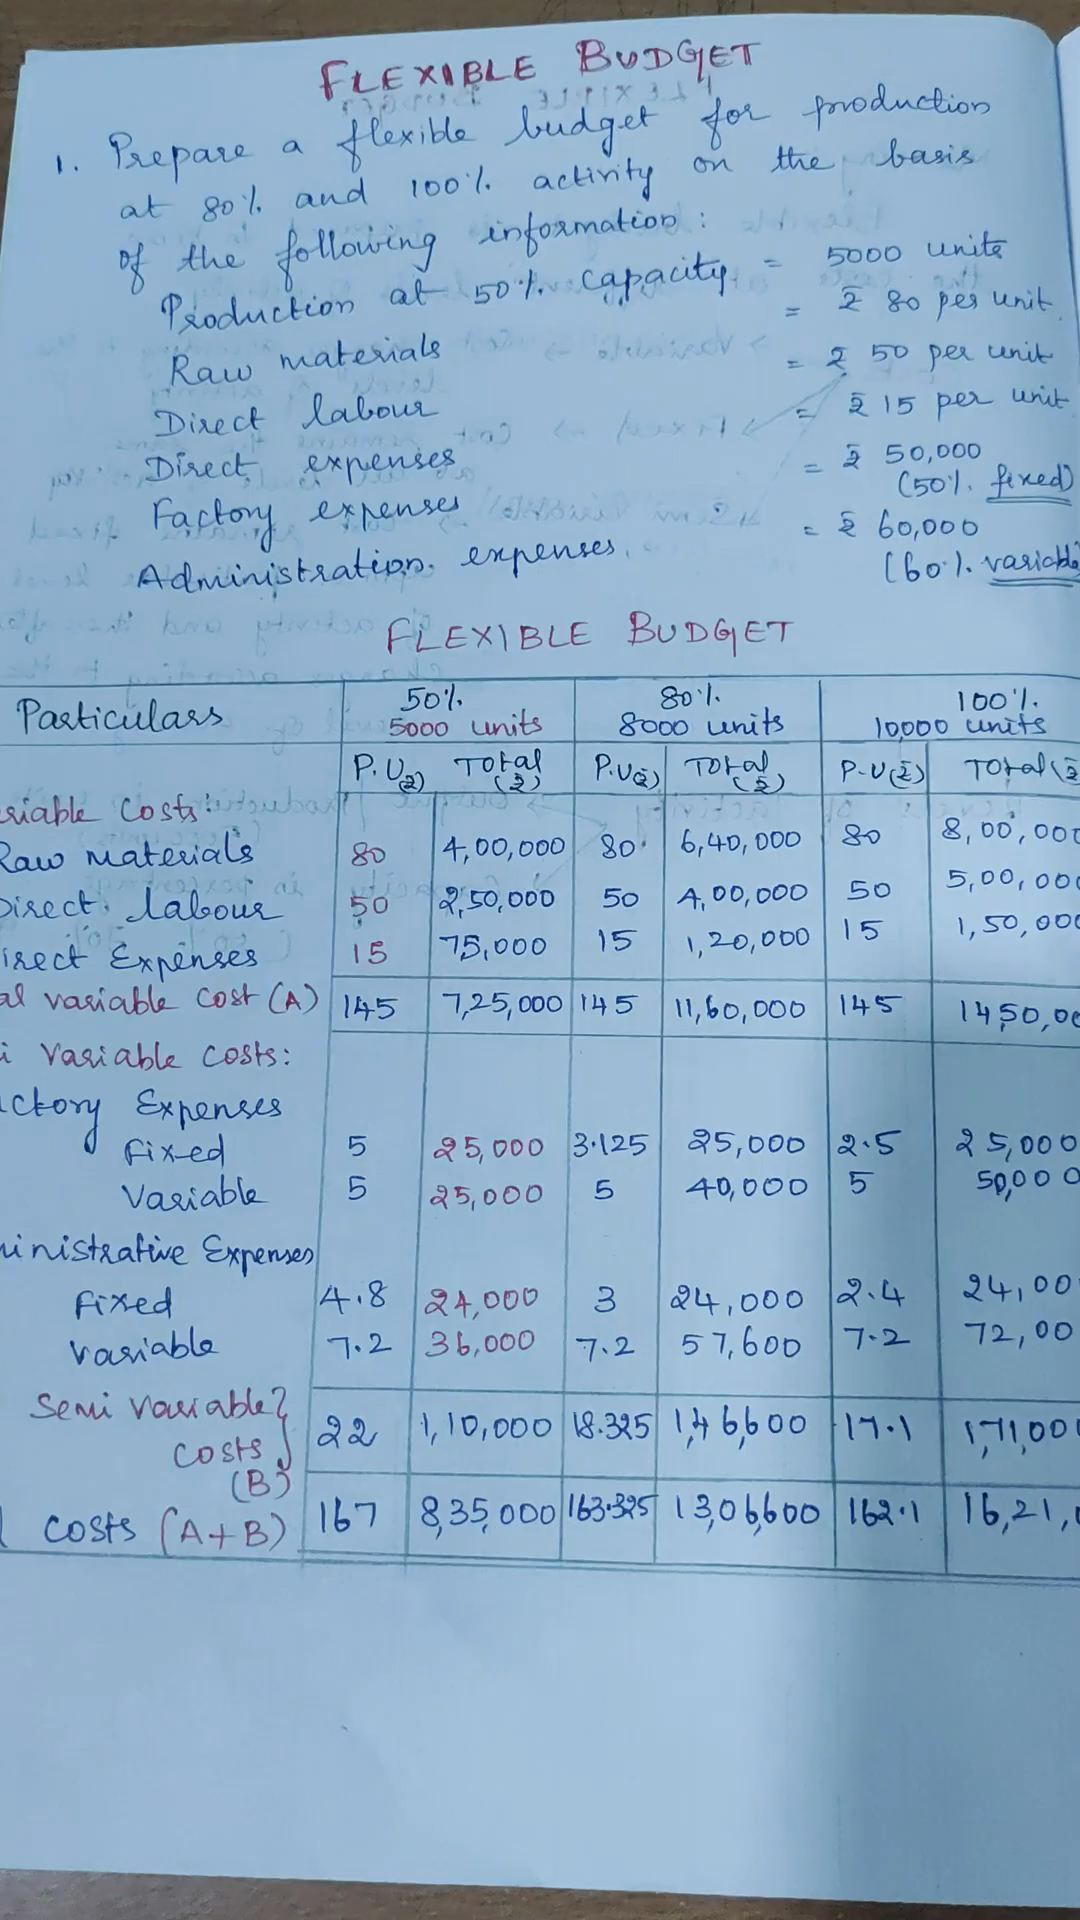 FLEXIBLE BUDGET
1. Prepare a flexible budget for production
at 80% and 100% activity on the basis
of the following information:
Production at 50% capacity = 5000 units
Raw materials = ₹ 80 per unit.
Direct labour = ₹ 50 per unit
Direct expenses = ₹ 15 per unit
Factory expenses = ₹ 50,000
(50% fixed)
Administration expenses. = ₹ 60,000
(60% variable
FLEXIBLE BUDGET
Particulars 50% 5000 units 80% 8000 units 100% 10,000 units
P.U(₹) Total (₹) P.U(₹) Total (₹) P.U(₹) Total (₹
riable Costs:
Raw materials 80 4,00,000 80 6,40,000 80 8,00,000
Direct labour 50 2,50,000 50 4,00,000 50 5,00,000
irect Expenses 15 75,000 15 1,20,000 15 1,50,000
al variable cost (A) 145 7,25,000 145 11,60,000 145 1450,00
i Variable costs:
ctory Expenses
Fixed 5 25,000 3.125 25,000 2.5 25,000
Variable 5 25,000 5 40,000 5 50,000
ministrative Expenses
Fixed 4.8 24,000 3 24,000 2.4 24,00
Variable 7.2 36,000 7.2 57,600 7.2 72,00
Semi Variable} costs (B) 22 1,10,000 18.325 1,46,600 17.1 1,71,00
costs (A+B) 167 8,35,000 163.325 13,06,600 162.1 16,21,